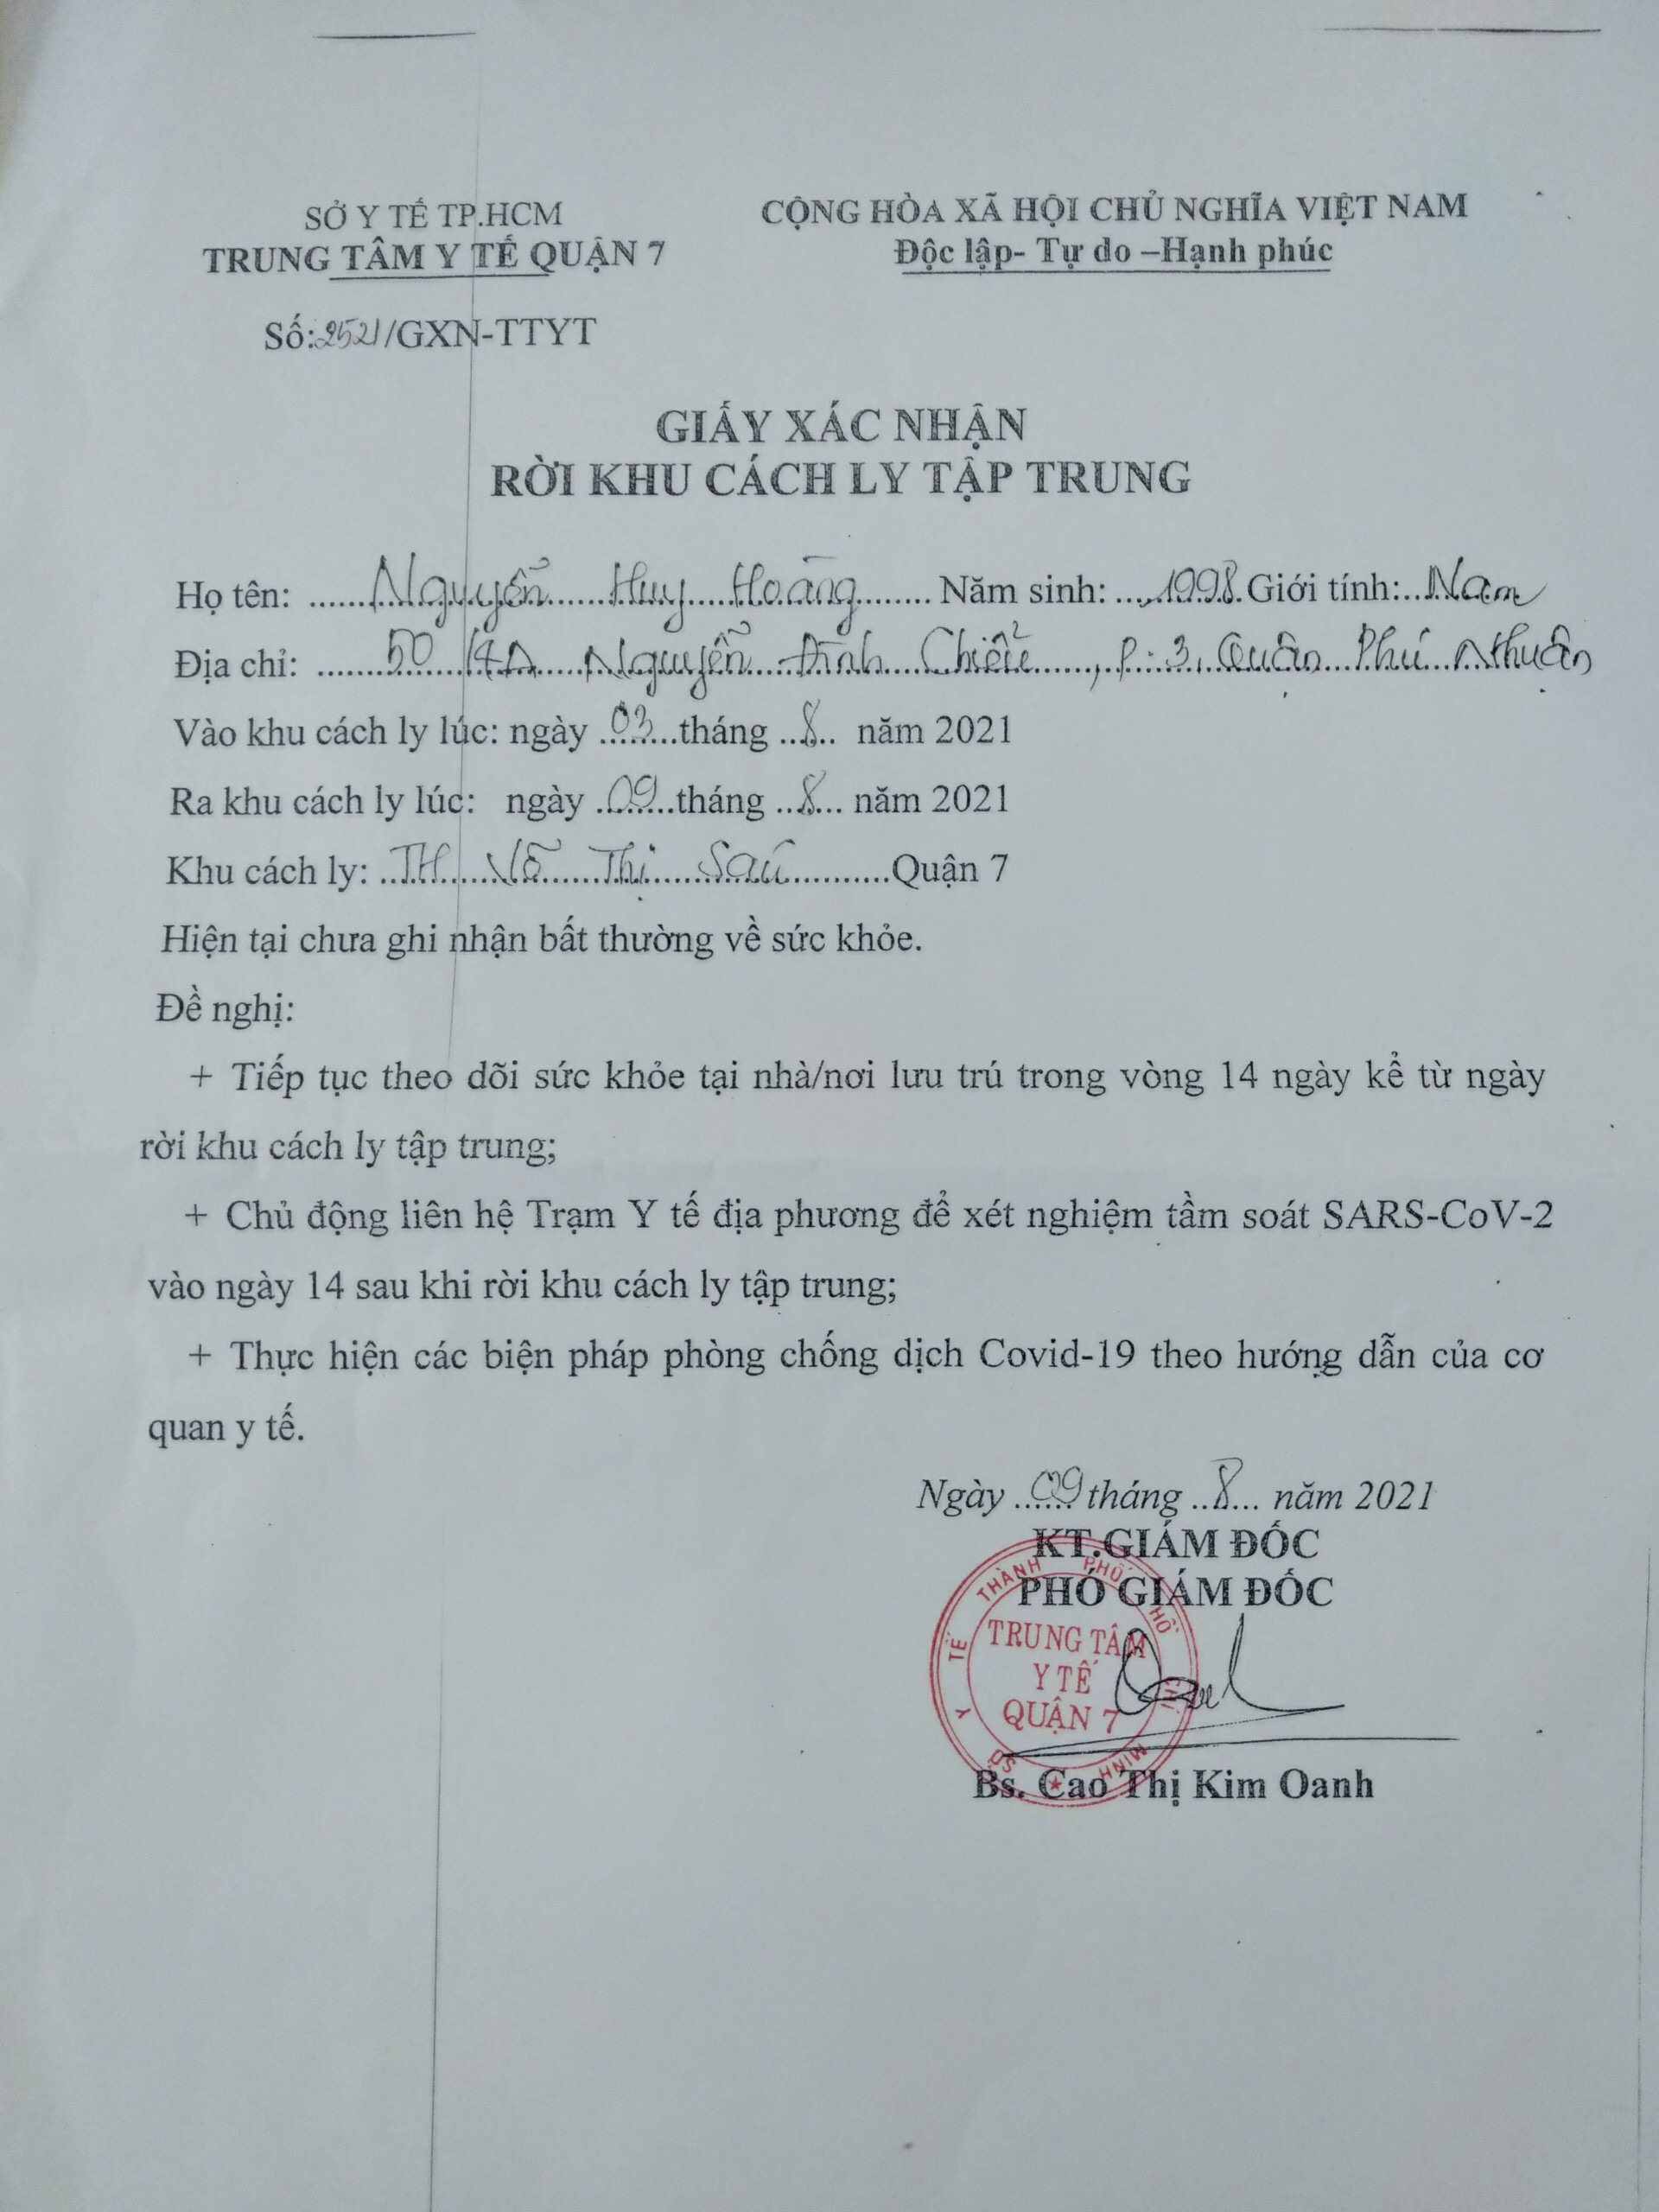 SỞ Y TẾ TP.HCM
TRUNG TÂM Y TẾ QUẬN 7
CỘNG HÒA XÃ HỘI CHỦ NGHĨA VIỆT NAM
Độc lập- Tự do –Hạnh phúc
Số:2521/GXN-TTYT
GIẤY XÁC NHẬN
RỜI KHU CÁCH LY TẬP TRUNG
Họ tên: Nguyễn Huy Hoàng Năm sinh: 1998 Giới tính: Nam
Địa chỉ: 50/4A Nguyễn Đình Chiểu, P. 3, Quận Phú Nhuận
Vào khu cách ly lúc: ngày 03 tháng 8 năm 2021
Ra khu cách ly lúc: ngày 09 tháng 8 năm 2021
Khu cách ly: TH Võ Thị Sáu Quận 7
Hiện tại chưa ghi nhận bất thường về sức khỏe.
Đề nghị:
+ Tiếp tục theo dõi sức khỏe tại nhà/nơi lưu trú trong vòng 14 ngày kể từ ngày
rời khu cách ly tập trung;
+ Chủ động liên hệ Trạm Y tế địa phương để xét nghiệm tầm soát SARS-CoV-2
vào ngày 14 sau khi rời khu cách ly tập trung;
+ Thực hiện các biện pháp phòng chống dịch Covid-19 theo hướng dẫn của cơ
quan y tế.
Ngày 09 tháng 8 năm 2021
KT.GIÁM ĐỐC
PHÓ GIÁM ĐỐC
SỞ Y TẾ THÀNH PHỐ HỒ CHÍ MINH
TRUNG TÂM
Y TẾ
QUẬN 7
Bs. Cao Thị Kim Oanh